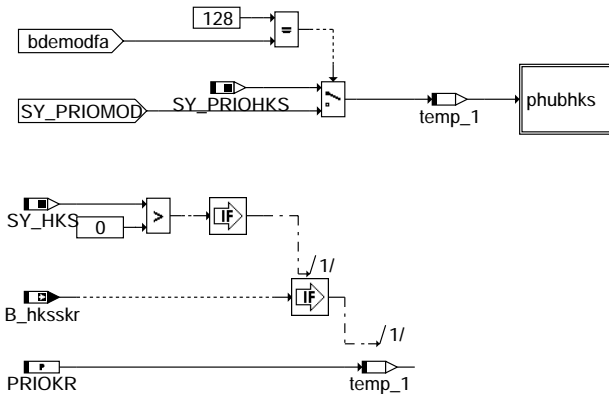 128
bdemodfa
=
SY_PRIOHKS
SY_PRIOMOD
temp_1
phubhks
SY_HKS
0
>
IF
1/
B_hksskr
IF
1/
P
PRIOKR
temp_1